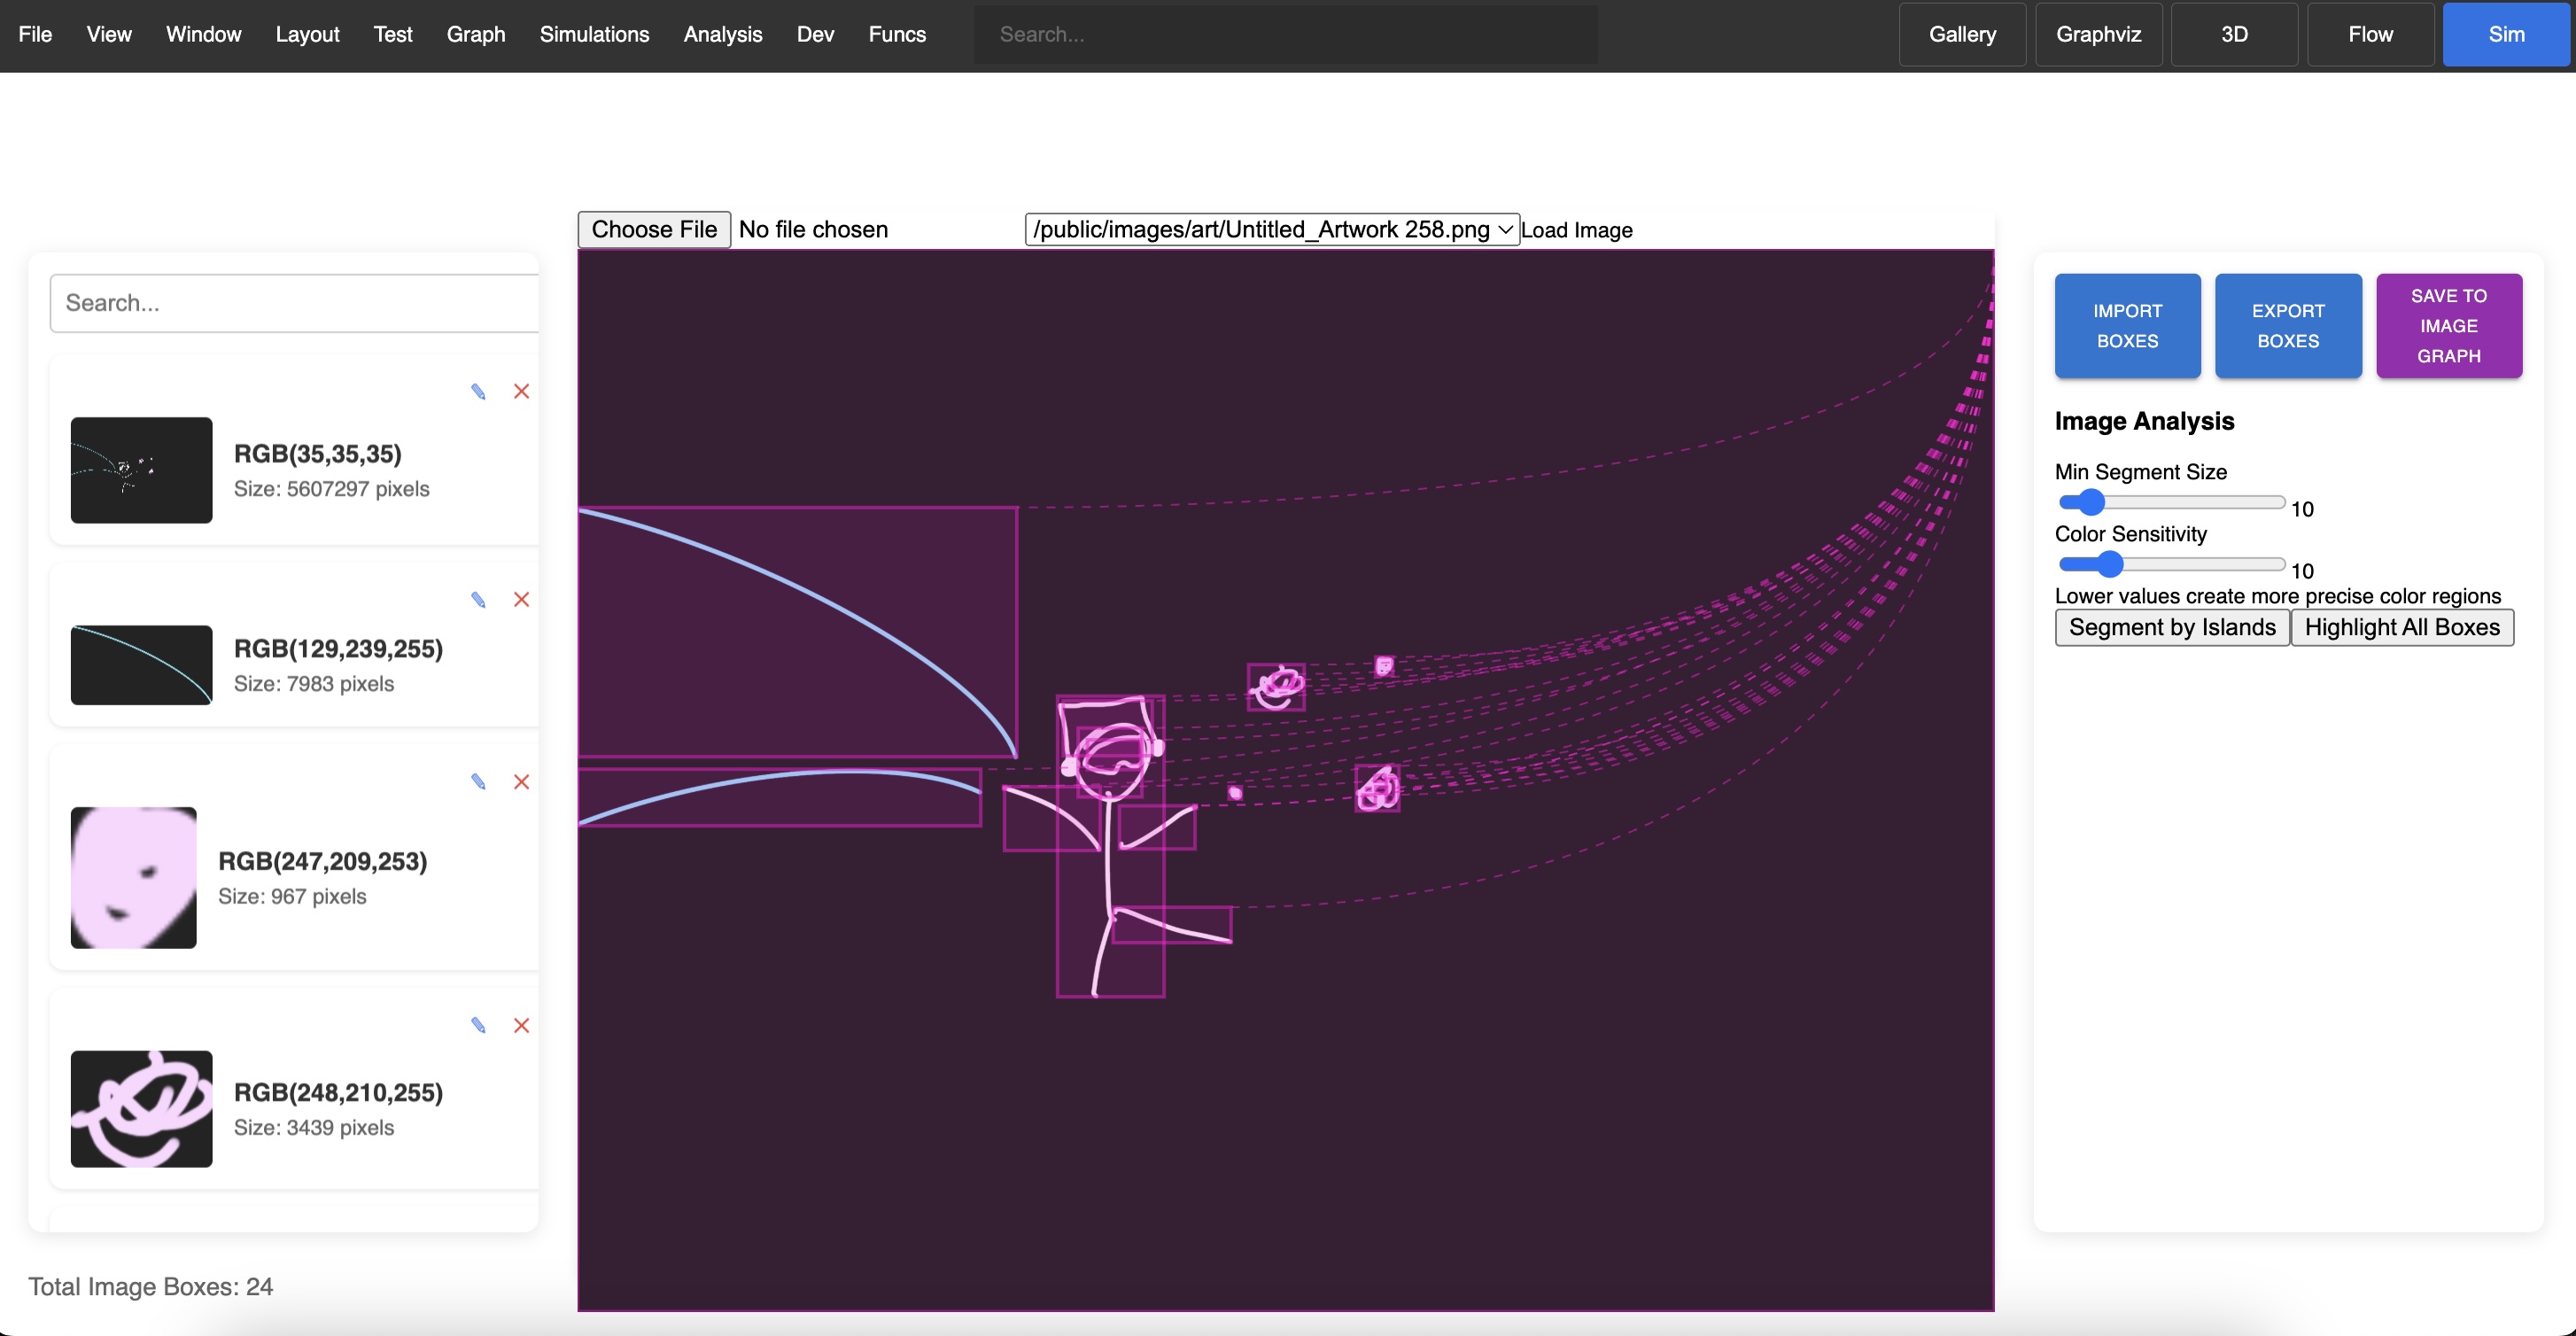 File View Window Layout Test Graph Simulations Analysis Dev Funcs Search... Gallery Graphviz 3D Flow Sim
Choose File No file chosen /public/images/art/Untitled_Artwork 258.png Load Image
Search...
RGB(35,35,35)
Size: 5607297 pixels
RGB(129,239,255)
Size: 7983 pixels
RGB(247,209,253)
Size: 967 pixels
RGB(248,210,255)
Size: 3439 pixels
Total Image Boxes: 24
IMPORT
BOXES
EXPORT
BOXES
SAVE TO
IMAGE
GRAPH
Image Analysis
Min Segment Size
10
Color Sensitivity
10
Lower values create more precise color regions
Segment by Islands Highlight All Boxes